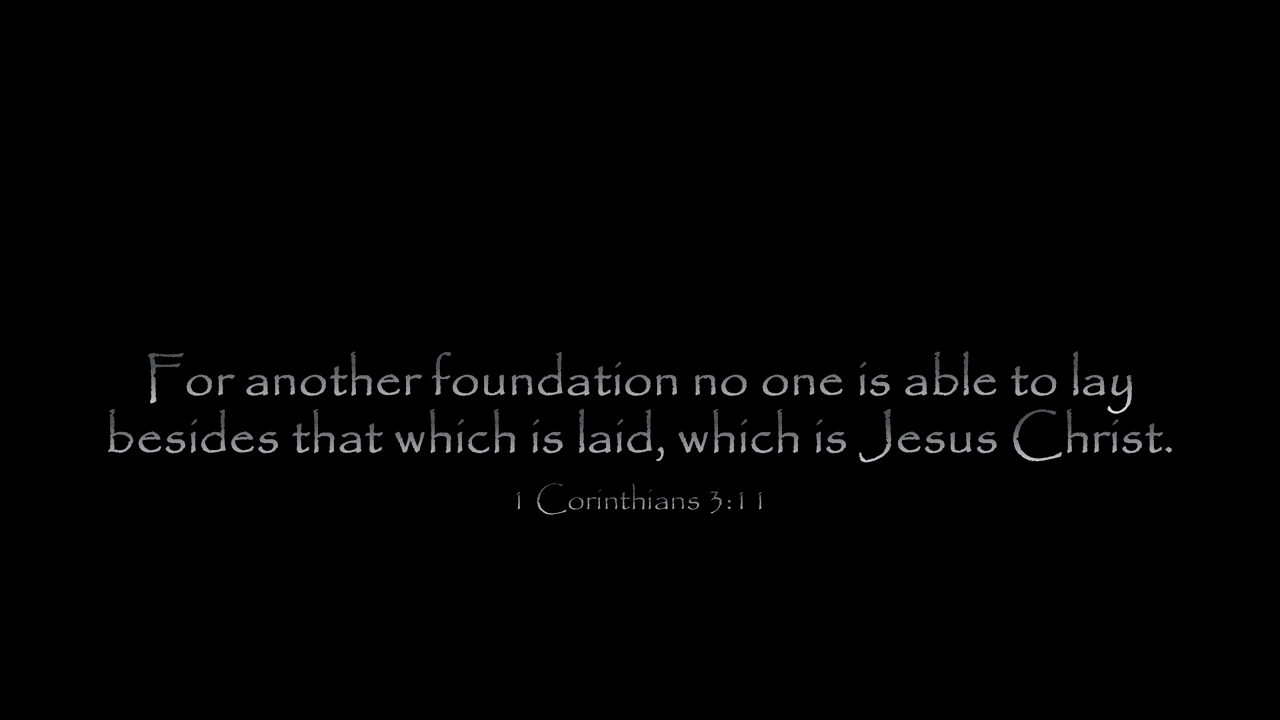 For another foundation no one is able to lay
besides that which is laid, which is Jesus Christ.
1 Corinthians 3:11